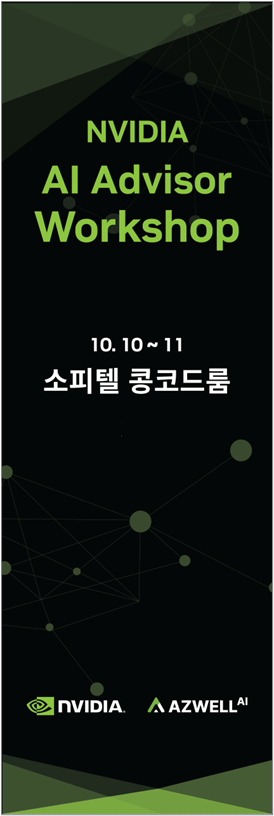 NVIDIA
AI Advisor
Workshop
10. 10 ~ 11
소피텔 콩코드룸
NVIDIA. AZWELL AI